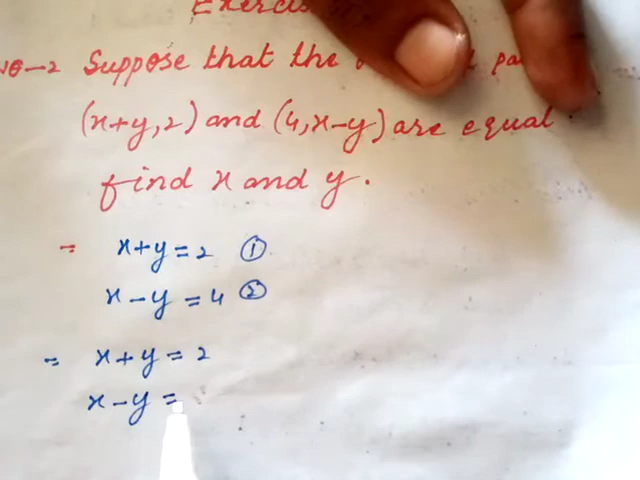 Suppose that the
(x+y,2) and (4,x-y) are equal
find x and y.
= x+y=2 ①
x-y=4 ②
= x+y=2
x-y=